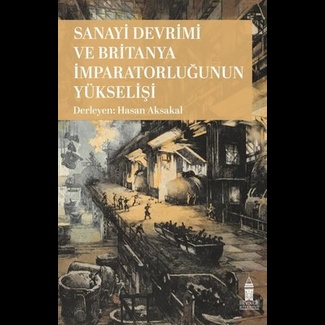 SANAYİ DEVRİMİ
VE BRİTANYA
İMPARATORLUĞUNUN
YÜKSELİŞİ
Derleyen: Hasan Aksakal